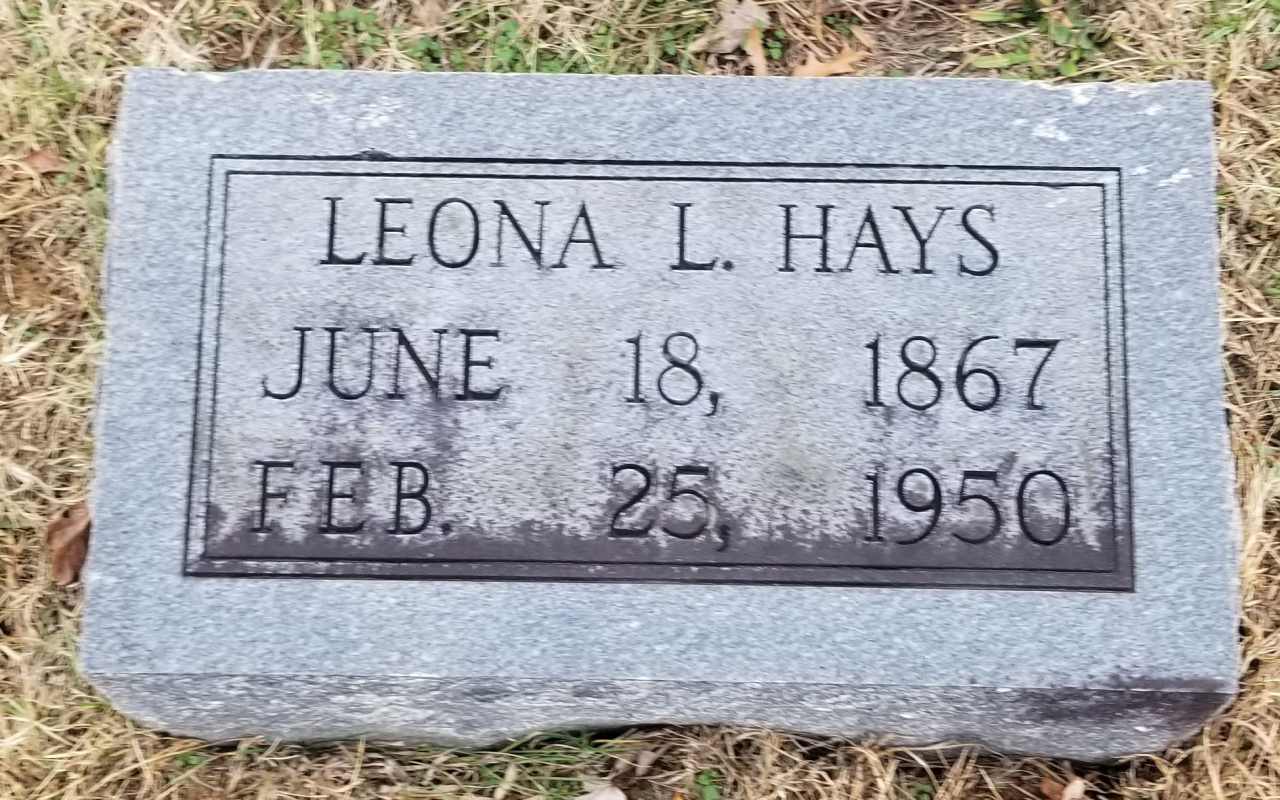 LEONA L. HAYS
JUNE 18, 1867
FEB. 25, 1950